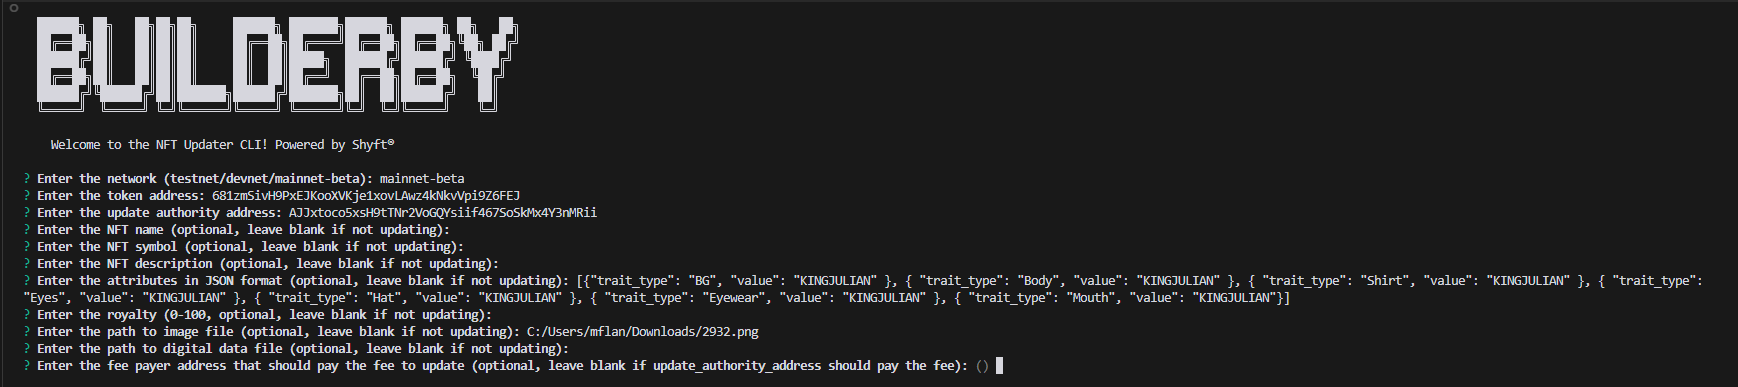 BUILDERBY
Welcome to the NFT Updater CLI! Powered by Shyft®
? Enter the network (testnet/devnet/mainnet-beta): mainnet-beta
? Enter the token address: 681zmSivH9PxEJKooXVKje1xovLAwz4kNkvVpi9Z6FEJ
? Enter the update authority address: AJJxtoco5xsH9tTNr2VoGQYsiif467SoSkMx4Y3nMRii
? Enter the NFT name (optional, leave blank if not updating):
? Enter the NFT symbol (optional, leave blank if not updating):
? Enter the NFT description (optional, leave blank if not updating):
? Enter the attributes in JSON format (optional, leave blank if not updating): [{"trait_type": "BG", "value": "KINGJULIAN" }, { "trait_type": "Body", "value": "KINGJULIAN" }, { "trait_type": "Shirt", "value": "KINGJULIAN" }, { "trait_type":
"Eyes", "value": "KINGJULIAN" }, { "trait_type": "Hat", "value": "KINGJULIAN" }, { "trait_type": "Eyewear", "value": "KINGJULIAN" }, { "trait_type": "Mouth", "value": "KINGJULIAN"}]
? Enter the royalty (0-100, optional, leave blank if not updating):
? Enter the path to image file (optional, leave blank if not updating): C:/Users/mflan/Downloads/2932.png
? Enter the path to digital data file (optional, leave blank if not updating):
? Enter the fee payer address that should pay the fee to update (optional, leave blank if update_authority_address should pay the fee): ()